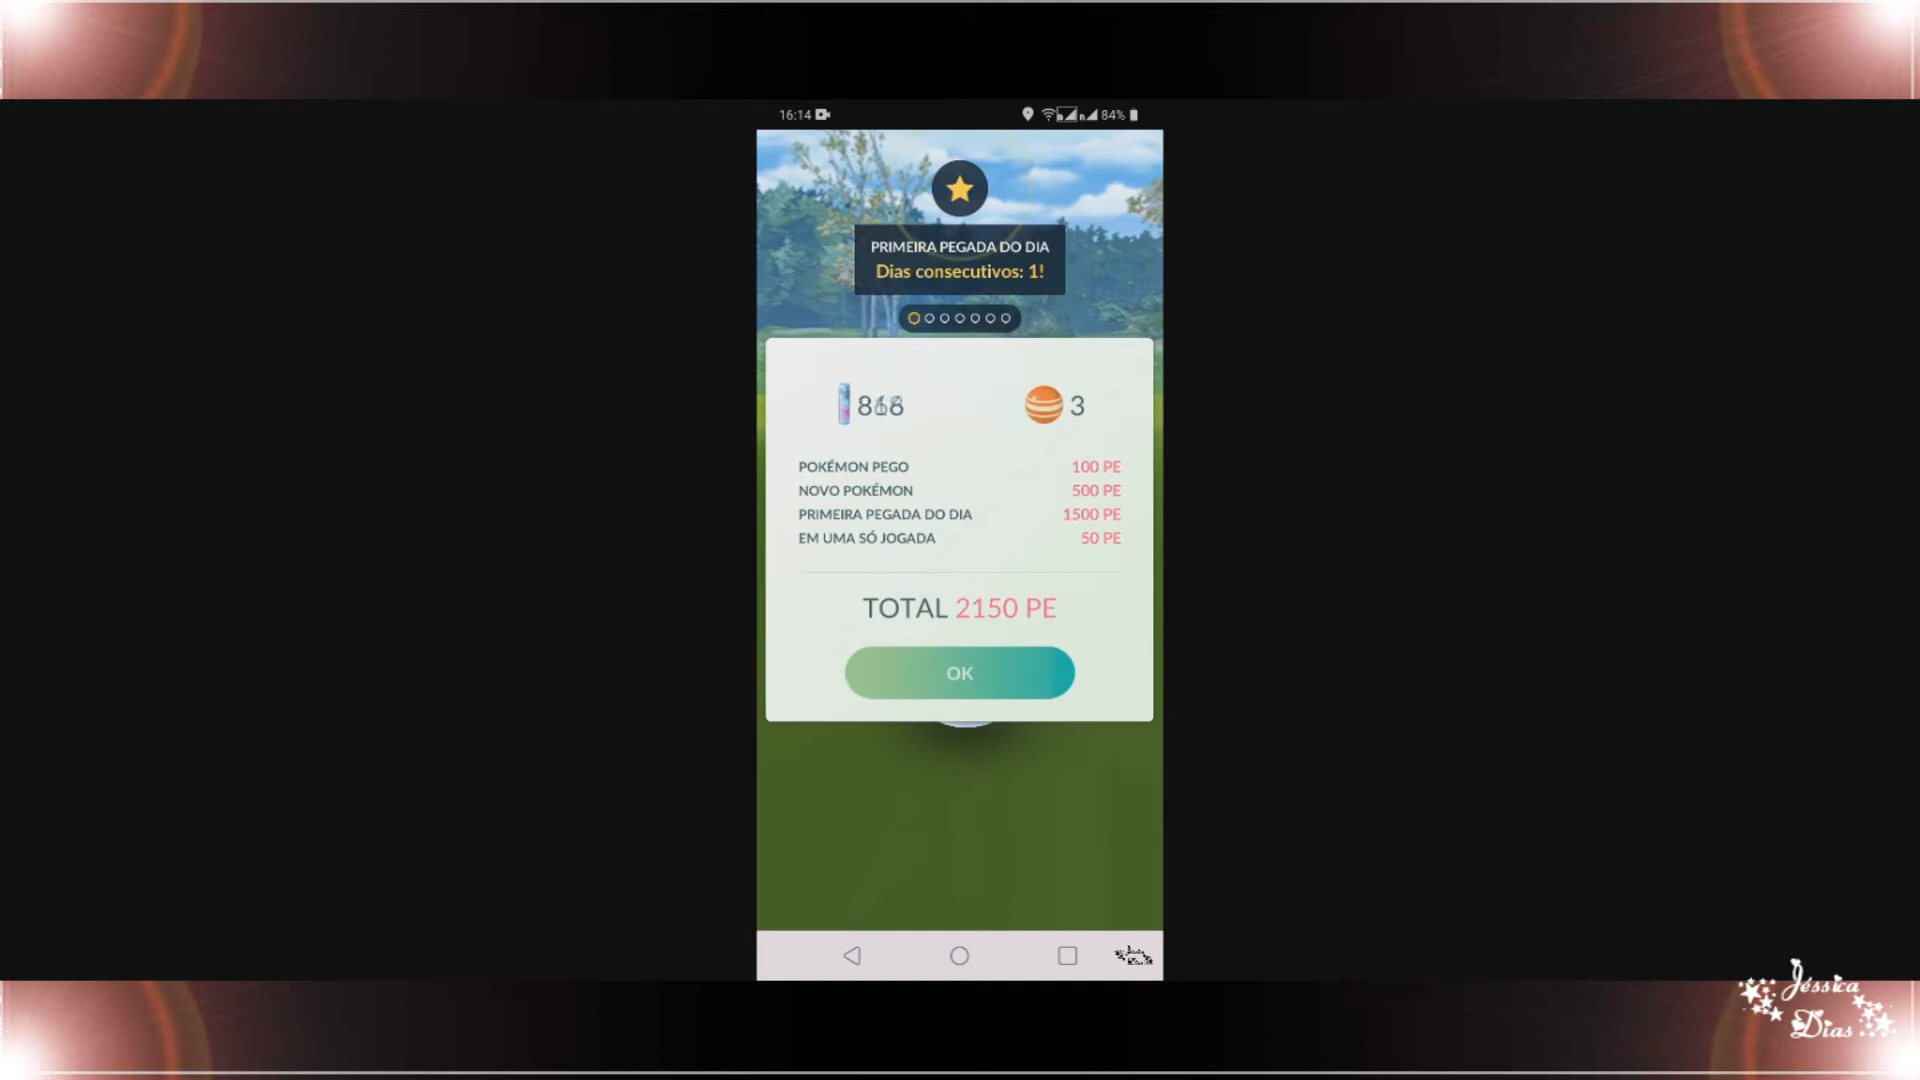 16:14
84%
PRIMEIRA PEGADA DO DIA
Dias consecutivos: 1!
3
POKÉMON PEGO 100 PE
NOVO POKÉMON 500 PE
PRIMEIRA PEGADA DO DIA 1500 PE
EM UMA SÓ JOGADA 50 PE
TOTAL 2150 PE
OK
Jéssica
Dias